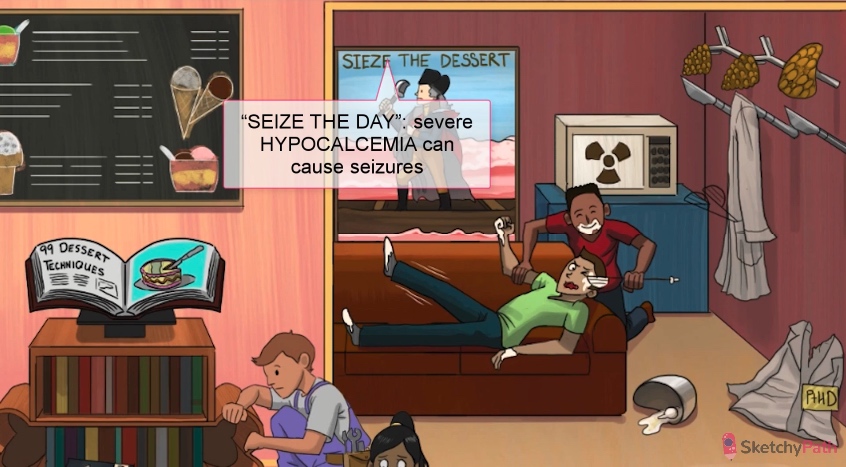 SIEZE THE DESSERT
“SEIZE THE DAY”: severe
HYPOCALCEMIA can
cause seizures
99 DESSERT
TECHNIQUES
PHD
SketchyPath